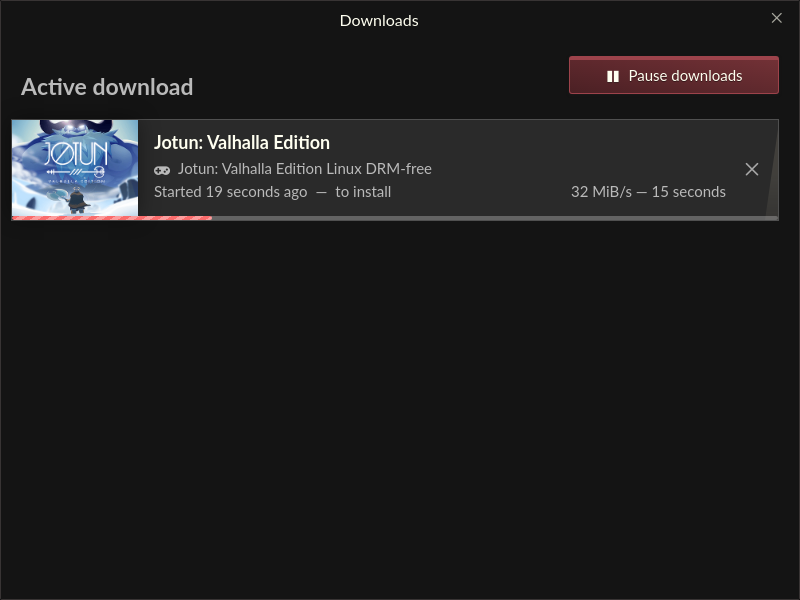 Downloads
Active download
Pause downloads
JOTUN
VALHALLA EDITION
Jotun: Valhalla Edition
Jotun: Valhalla Edition Linux DRM-free
Started 19 seconds ago — to install
32 MiB/s — 15 seconds